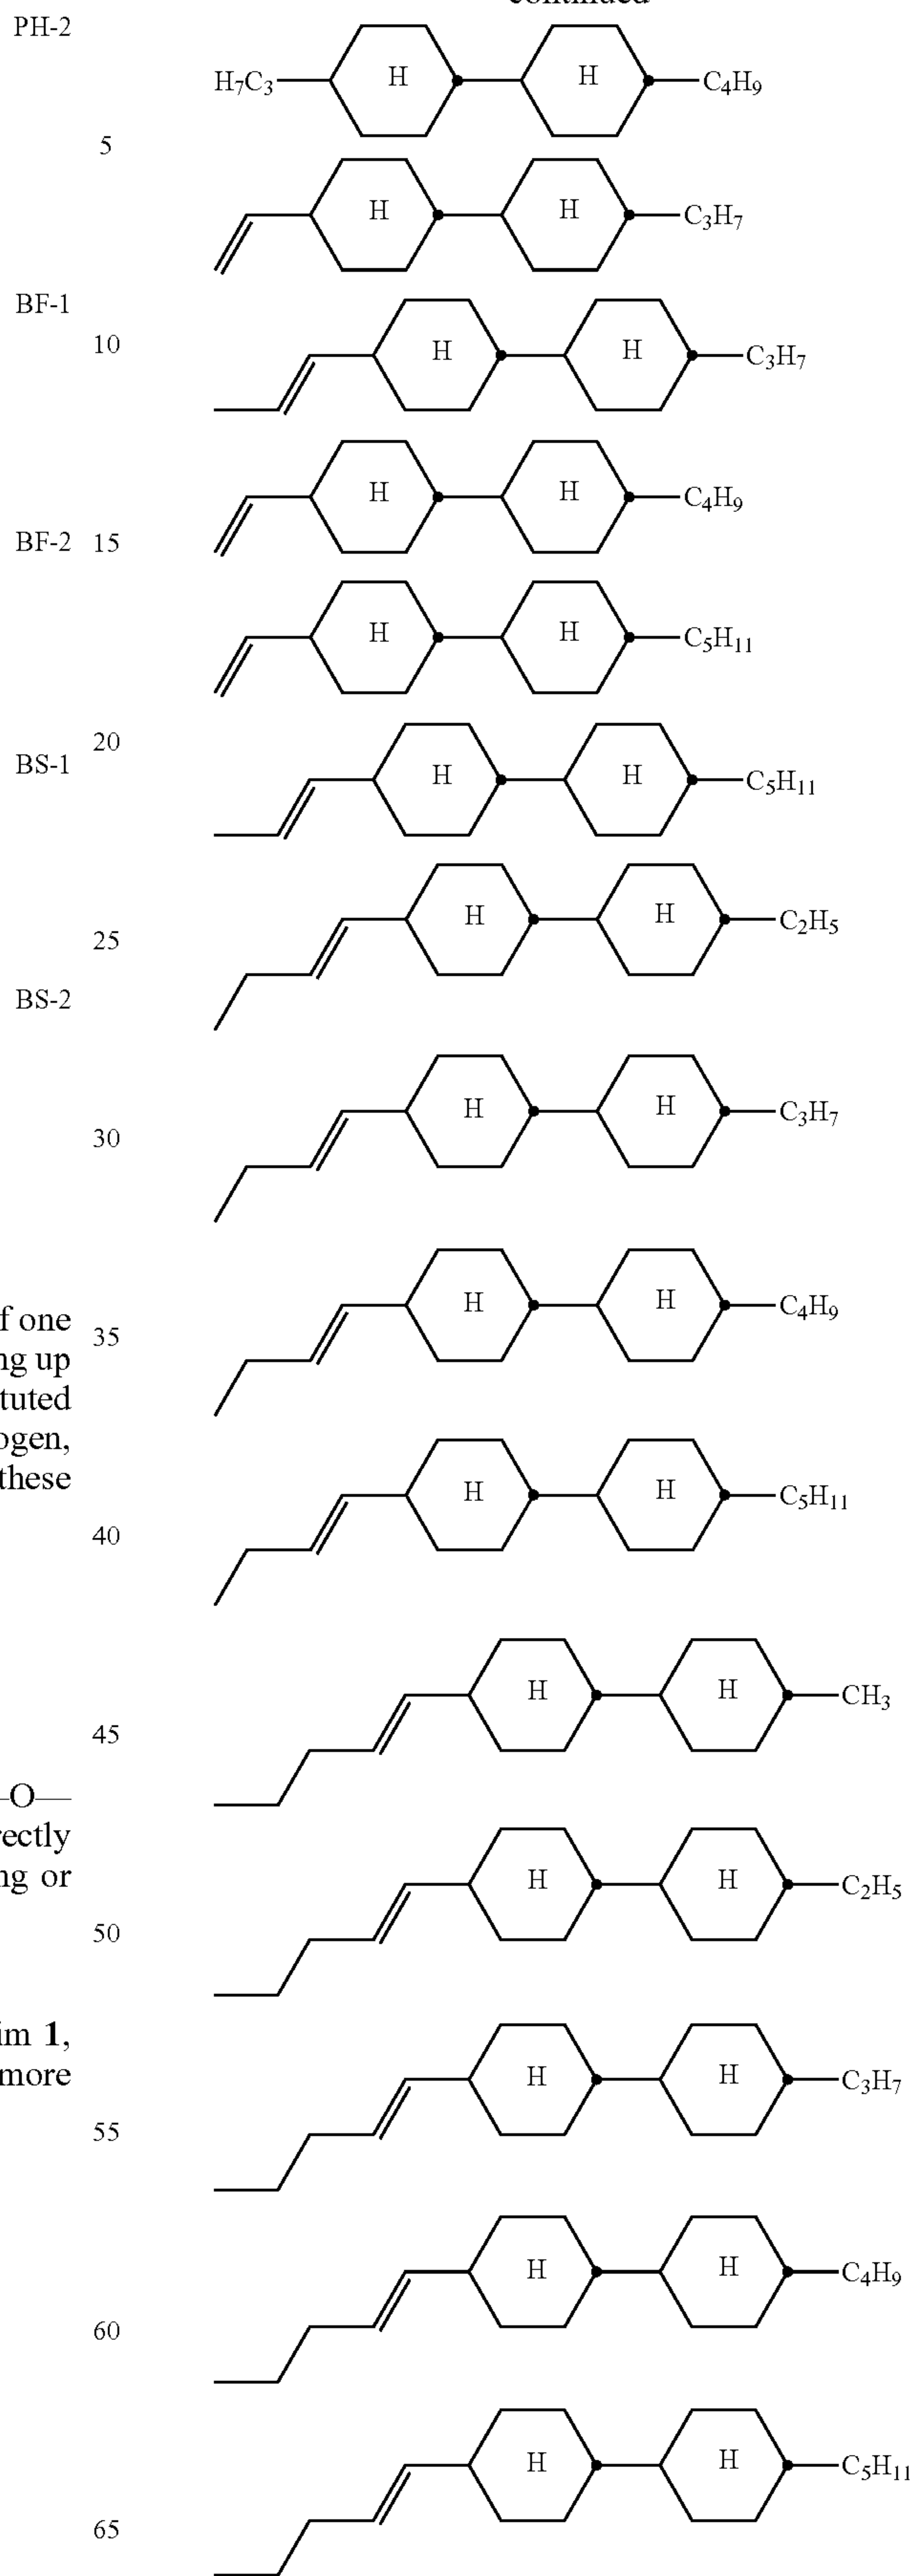 continued
PH-2
H7C3 H H C4H9
5
H H C3H7
BF-1
10
H H C3H7
H H C4H9
BF-2 15
H H C5H11
20
BS-1
H H C5H11
H H C2H5
25
BS-2
H H C3H7
30
H H C4H9
f one
35
ng up
tuted
ogen,
these
H H C5H11
40
H H CH3
45
–O—
rectly
ng or
H H C2H5
50
im 1,
more
H H C3H7
55
H H C4H9
60
H H C5H11
65